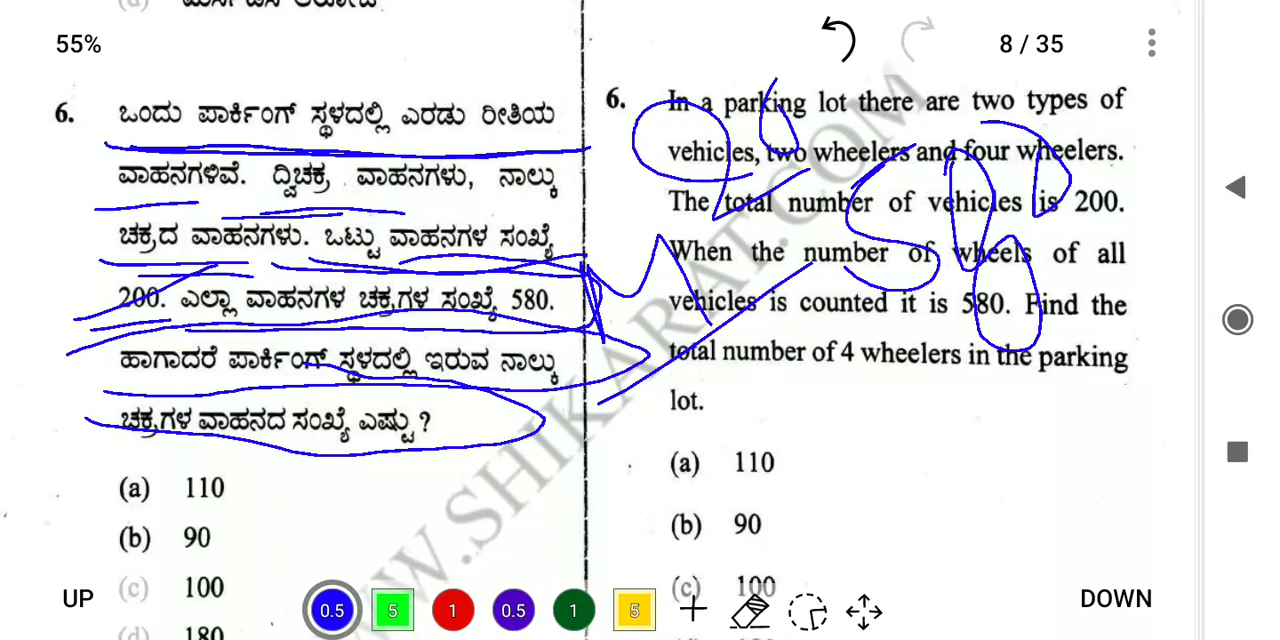 55%
8 / 35
6. ಒಂದು ಪಾರ್ಕಿಂಗ್ ಸ್ಥಳದಲ್ಲಿ ಎರಡು ರೀತಿಯ
ವಾಹನಗಳಿವೆ. ದ್ವಿಚಕ್ರ ವಾಹನಗಳು, ನಾಲ್ಕು
ಚಕ್ರದ ವಾಹನಗಳು. ಒಟ್ಟು ವಾಹನಗಳ ಸಂಖ್ಯೆ
200. ಎಲ್ಲಾ ವಾಹನಗಳ ಚಕ್ರಗಳ ಸಂಖ್ಯೆ 580.
ಹಾಗಾದರೆ ಪಾರ್ಕಿಂಗ್ ಸ್ಥಳದಲ್ಲಿ ಇರುವ ನಾಲ್ಕು
ಚಕ್ರಗಳ ವಾಹನದ ಸಂಖ್ಯೆ ಎಷ್ಟು ?
(a) 110
(b) 90
(c) 100
(d) 180
6. In a parking lot there are two types of
vehicles, two wheelers and four wheelers.
The total number of vehicles is 200.
When the number of wheels of all
vehicles is counted it is 580. Find the
total number of 4 wheelers in the parking
lot.
(a) 110
(b) 90
(c) 100
WWW.SHIKARAT.COM
UP
0.5
5
1
0.5
1
5
DOWN